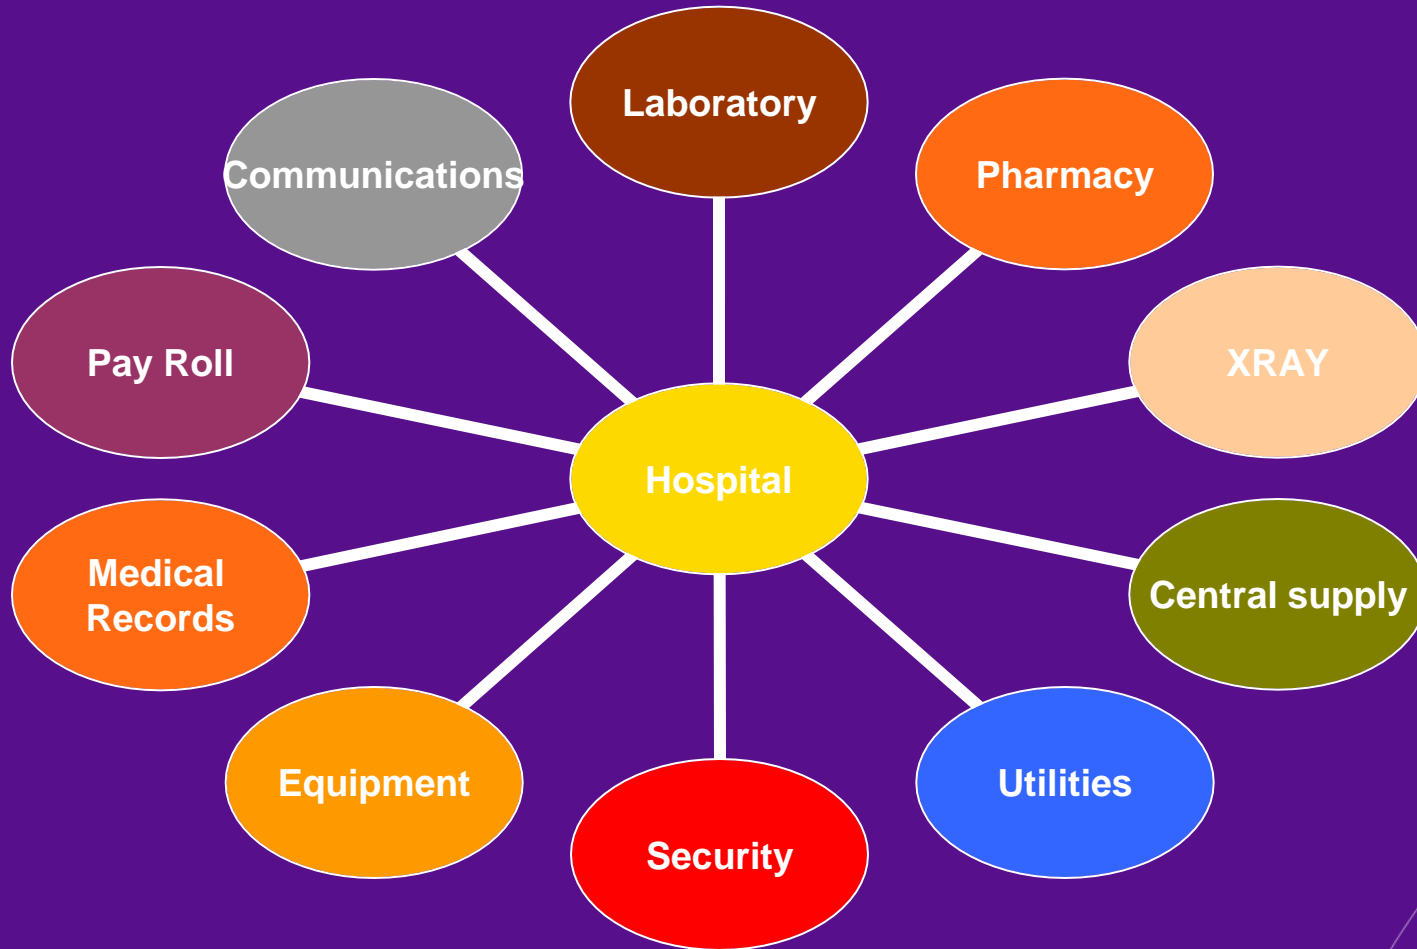 Laboratory
Communications
Pharmacy
Pay Roll
XRAY
Hospital
Medical
Records
Central supply
Equipment
Utilities
Security